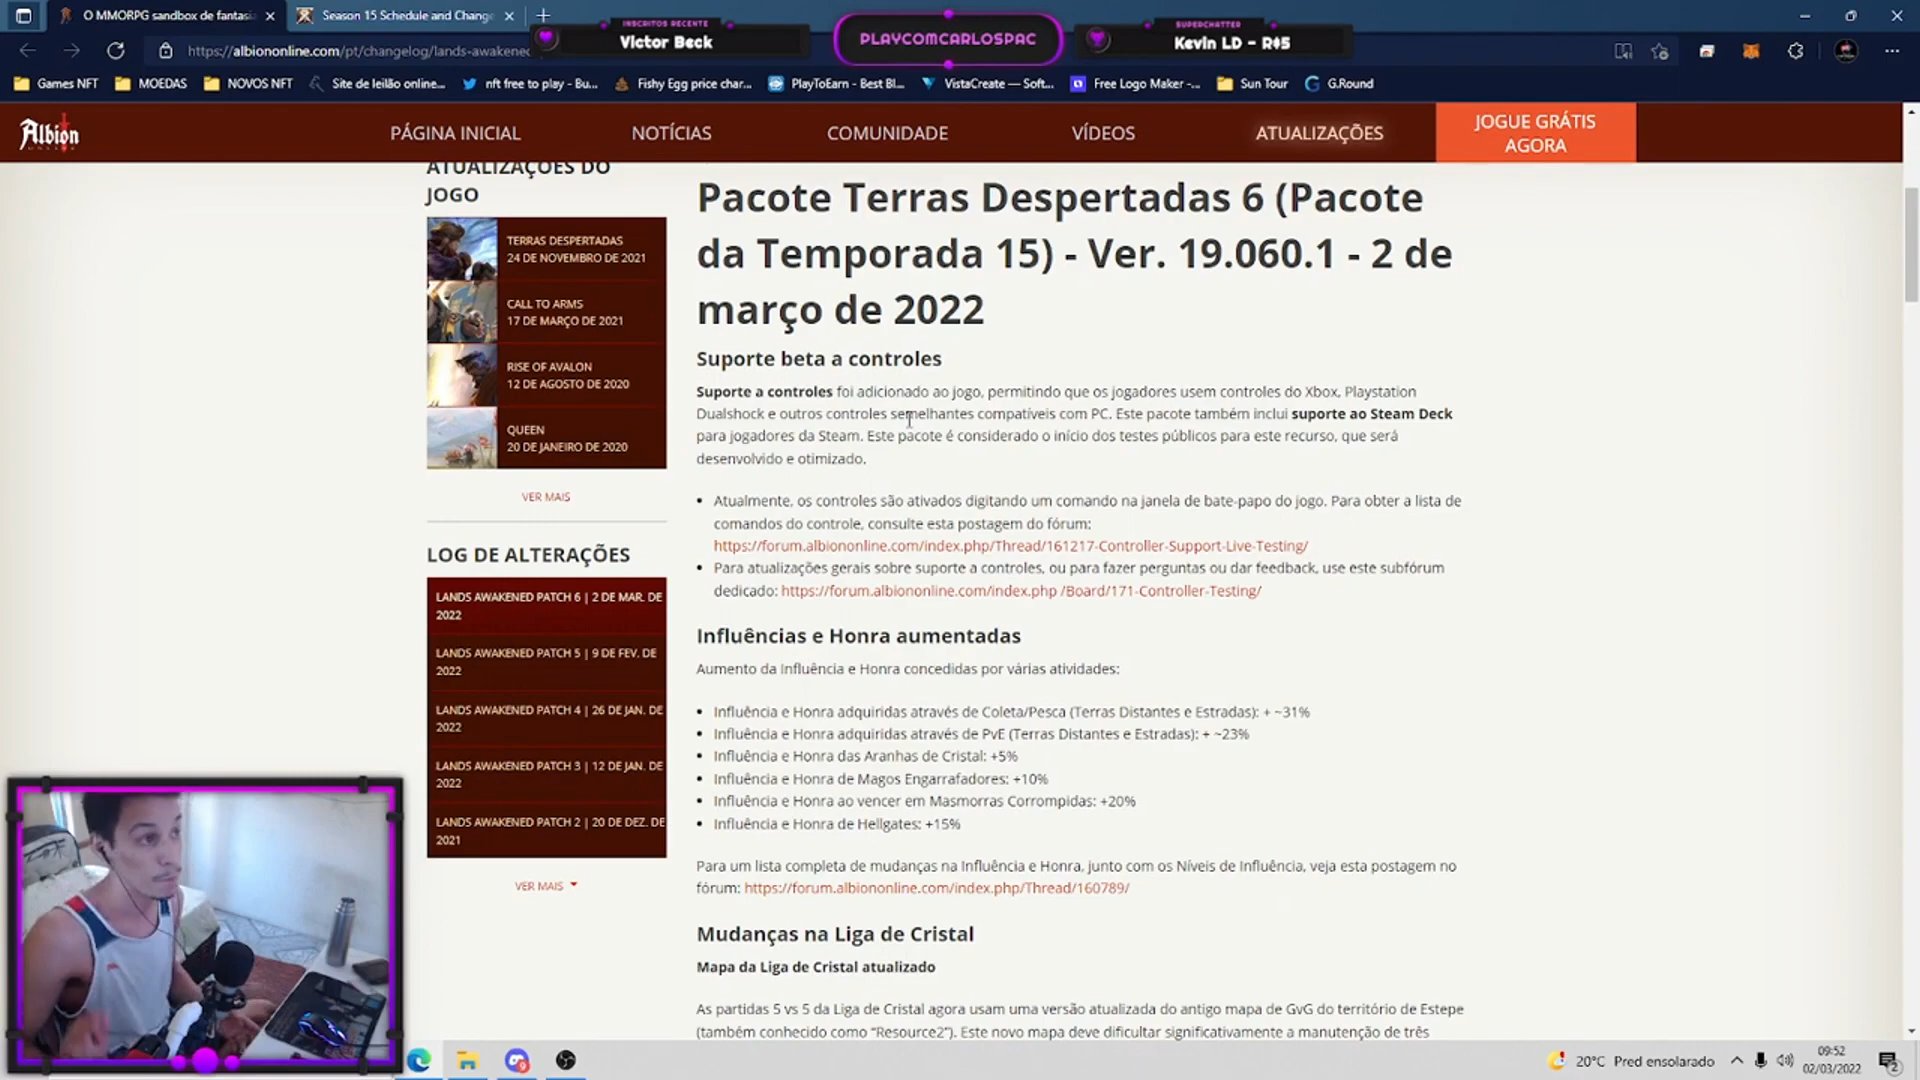 O MMORPG sandbox de fantasi
Season 15 Schedule and Change
INSCRITOS RECENTE
Victor Beck
PLAYCOMCARLOSPAC
SUPERCHATTER
Kevin LD - R$5
https://albiononline.com/pt/changelog/lands-awakened
Games NFT
MOEDAS
NOVOS NFT
Site de leilão online...
nft free to play - Bu...
Fishy Egg price char...
PlayToEarn - Best Bl...
VistaCreate — Soft...
Free Logo Maker -...
Sun Tour
G.Round
Albion
ONLINE
PÁGINA INICIAL
NOTÍCIAS
COMUNIDADE
VÍDEOS
ATUALIZAÇÕES
JOGUE GRÁTIS
AGORA
ATUALIZAÇÕES DO
JOGO
TERRAS DESPERTADAS
24 DE NOVEMBRO DE 2021
CALL TO ARMS
17 DE MARÇO DE 2021
RISE OF AVALON
12 DE AGOSTO DE 2020
QUEEN
20 DE JANEIRO DE 2020
VER MAIS
LOG DE ALTERAÇÕES
LANDS AWAKENED PATCH 6 | 2 DE MAR. DE
2022
LANDS AWAKENED PATCH 5 | 9 DE FEV. DE
2022
LANDS AWAKENED PATCH 4 | 26 DE JAN. DE
2022
LANDS AWAKENED PATCH 3 | 12 DE JAN. DE
2022
LANDS AWAKENED PATCH 2 | 20 DE DEZ. DE
2021
VER MAIS
Pacote Terras Despertadas 6 (Pacote
da Temporada 15) - Ver. 19.060.1 - 2 de
março de 2022
Suporte beta a controles
Suporte a controles foi adicionado ao jogo, permitindo que os jogadores usem controles do Xbox, Playstation
Dualshock e outros controles semelhantes compatíveis com PC. Este pacote também inclui suporte ao Steam Deck
para jogadores da Steam. Este pacote é considerado o início dos testes públicos para este recurso, que será
desenvolvido e otimizado.
• Atualmente, os controles são ativados digitando um comando na janela de bate-papo do jogo. Para obter a lista de
comandos do controle, consulte esta postagem do fórum:
https://forum.albiononline.com/index.php/Thread/161217-Controller-Support-Live-Testing/
• Para atualizações gerais sobre suporte a controles, ou para fazer perguntas ou dar feedback, use este subfórum
dedicado: https://forum.albiononline.com/index.php /Board/171-Controller-Testing/
Influências e Honra aumentadas
Aumento da Influência e Honra concedidas por várias atividades:
• Influência e Honra adquiridas através de Coleta/Pesca (Terras Distantes e Estradas): + ~31%
• Influência e Honra adquiridas através de PvE (Terras Distantes e Estradas): + ~23%
• Influência e Honra das Aranhas de Cristal: +5%
• Influência e Honra de Magos Engarrafadores: +10%
• Influência e Honra ao vencer em Masmorras Corrompidas: +20%
• Influência e Honra de Hellgates: +15%
Para um lista completa de mudanças na Influência e Honra, junto com os Níveis de Influência, veja esta postagem no
fórum: https://forum.albiononline.com/index.php/Thread/160789/
Mudanças na Liga de Cristal
Mapa da Liga de Cristal atualizado
As partidas 5 vs 5 da Liga de Cristal agora usam uma versão atualizada do antigo mapa de GvG do território de Estepe
(também conhecido como "Resource2"). Este novo mapa deve dificultar significativamente a manutenção de três
20°C Pred ensolarado
09:52
02/03/2022